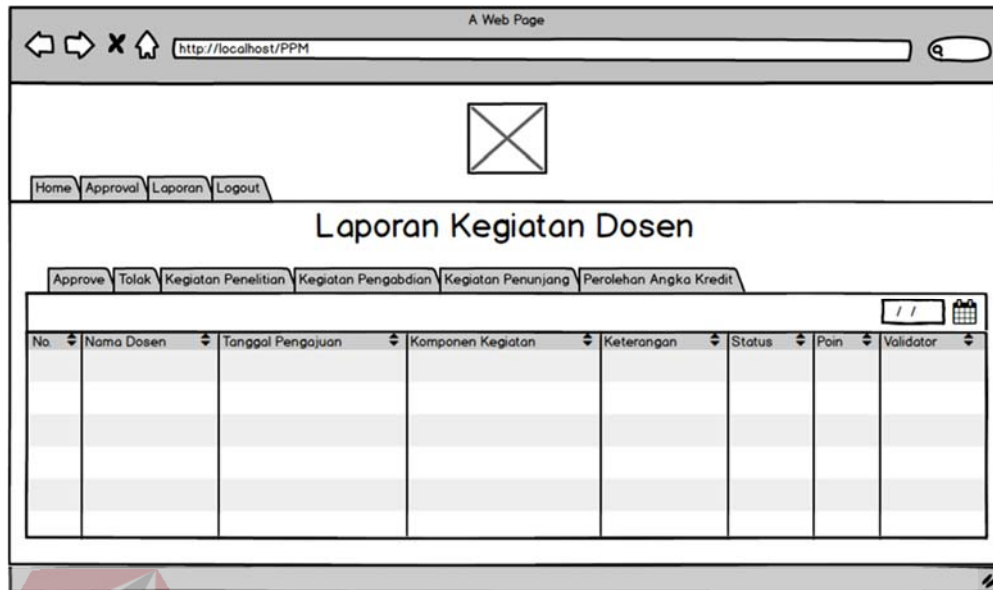 A Web Page
http://localhost/PPM
Home Approval Laporan Logout
Laporan Kegiatan Dosen
Approve Tolak Kegiatan Penelitian Kegiatan Pengabdian Kegiatan Penunjang Perolehan Angka Kredit
/ /
No. Nama Dosen Tanggal Pengajuan Komponen Kegiatan Keterangan Status Poin Validator